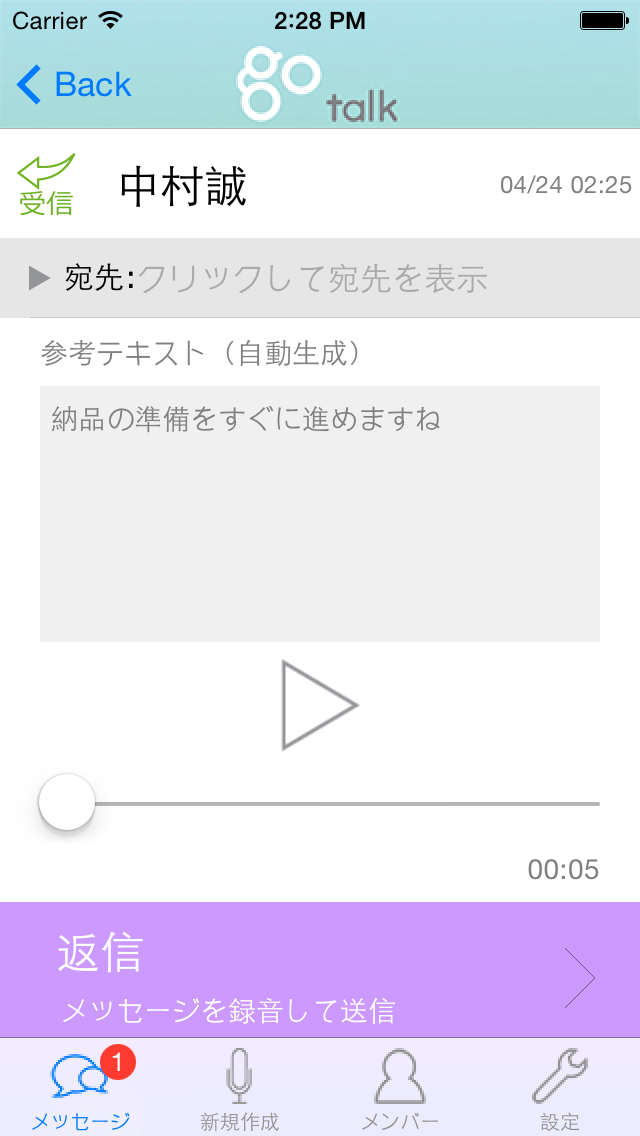 Carrier 2:28 PM
Back
go talk
受信
中村誠
04/24 02:25
宛先:クリックして宛先を表示
参考テキスト（自動生成）
納品の準備をすぐに進めますね
00:05
返信
メッセージを録音して送信
1
メッセージ 新規作成 メンバー 設定